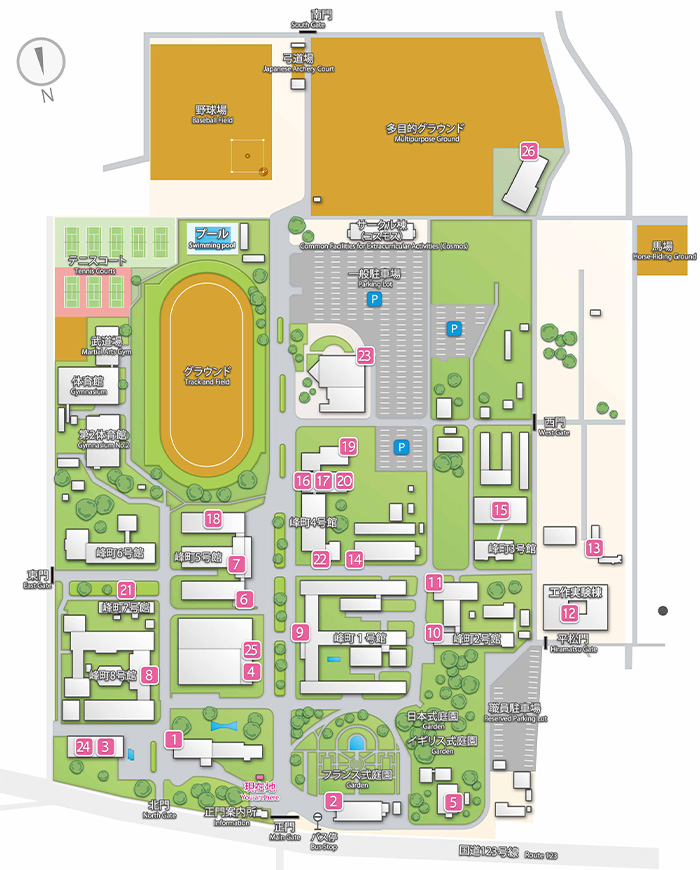 南門
South Gate
N
弓道場
Japanese Archery Court
野球場
Baseball Field
多目的グラウンド
Multipurpose Ground
26
プール
Swimming pool
サークル棟
(コスモス)
Common Facilities for Extracurricular Activities (Cosmos)
馬場
Horse-Riding Ground
テニスコート
Tennis Courts
一般駐車場
Parking Lot
P
P
武道場
Martial Arts Gym
23
グラウンド
Track and Field
体育館
Gymnasium
西門
West Gate
第2体育館
Gymnasium No.2
19
P
16
17
20
15
18
峰町4号館
峰町6号館
峰町5号館
7
22
14
峰町3号館
13
東門
East Gate
21
11
工作実験棟
12
峰町7号館
6
9
峰町1号館
10
峰町2号館
平松門
Hiramatsu Gate
25
4
峰町8号館
8
職員駐車場
Reserved Parking Lot
日本式庭園
Garden
24
3
1
イギリス式庭園
Garden
フランス式庭園
Garden
現在地
You are here
2
5
北門
North Gate
正門案内所
Information
正門
Main Gate
バス停
Bus Stop
国道123号線 Route 123